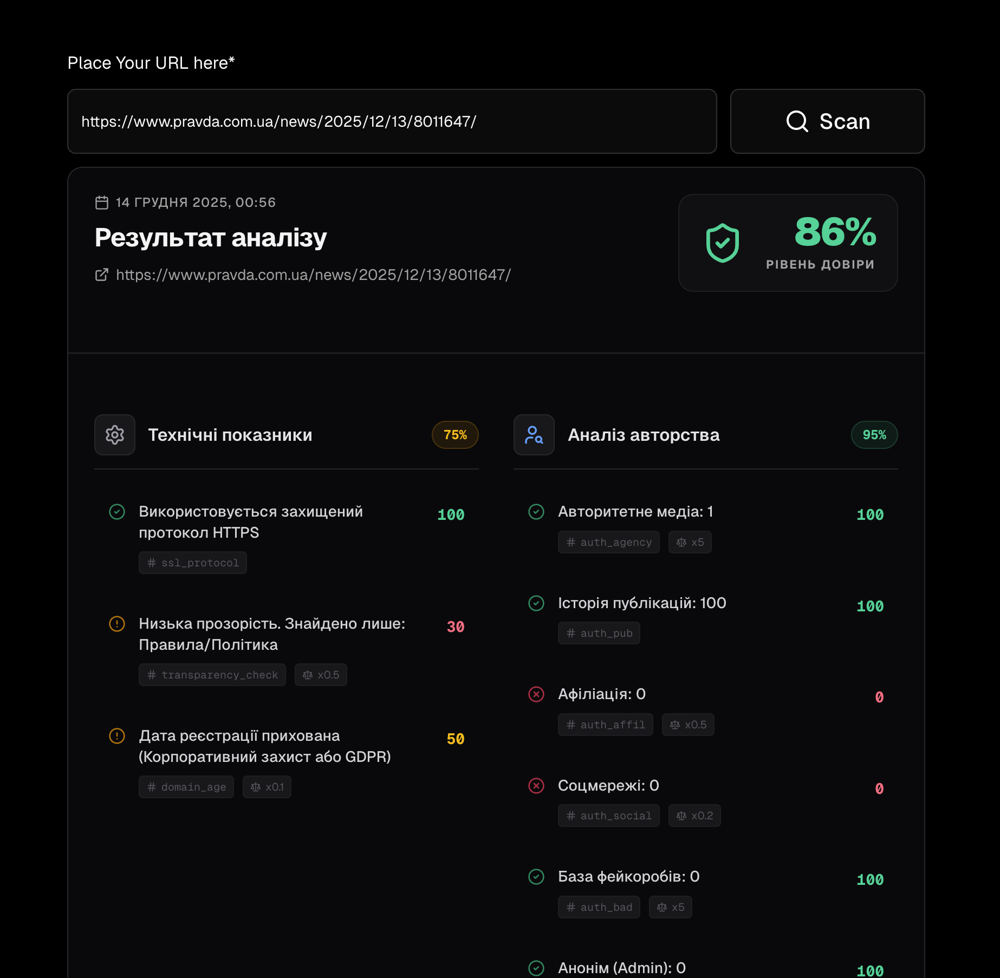 Place Your URL here*
https://www.pravda.com.ua/news/2025/12/13/8011647/
Scan
14 ГРУДНЯ 2025, 00:56
Результат аналізу
https://www.pravda.com.ua/news/2025/12/13/8011647/
86%
РІВЕНЬ ДОВІРИ
Технічні показники
75%
Використовується захищений
протокол HTTPS
100
# ssl_protocol
Низька прозорість. Знайдено лише:
Правила/Політика
30
# transparency_check x0.5
Дата реєстрації прихована
(Корпоративний захист або GDPR)
50
# domain_age x0.1
Аналіз авторства
95%
Авторитетне медіа: 1
100
# auth_agency x5
Історія публікацій: 100
100
# auth_pub
Афіліація: 0
0
# auth_affil x0.5
Соцмережі: 0
0
# auth_social x0.2
База фейкоробів: 0
100
# auth_bad x5
Анонім (Admin): 0
100